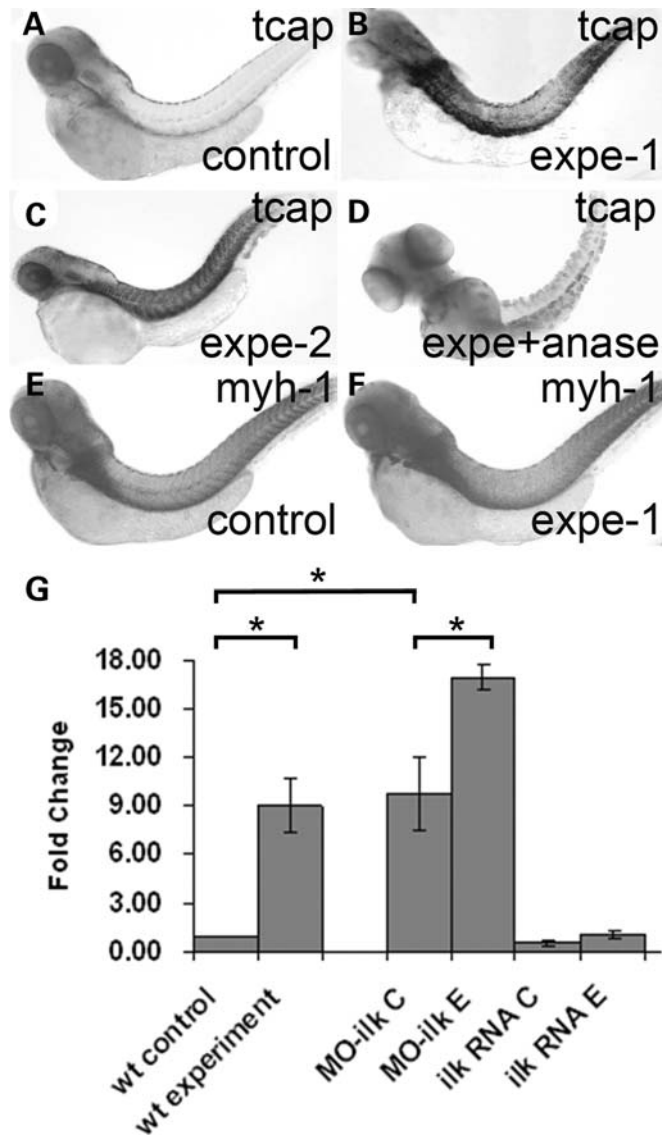 A tcap
control
B tcap
expe-1
C tcap
expe-2
D tcap
expe+anase
E myh-1
control
F myh-1
expe-1
G
*
* *
18.00
15.00
12.00
9.00
6.00
3.00
0.00
Fold Change
wt control
wt experiment
MO-ilk C
MO-ilk E
ilk RNA C
ilk RNA E